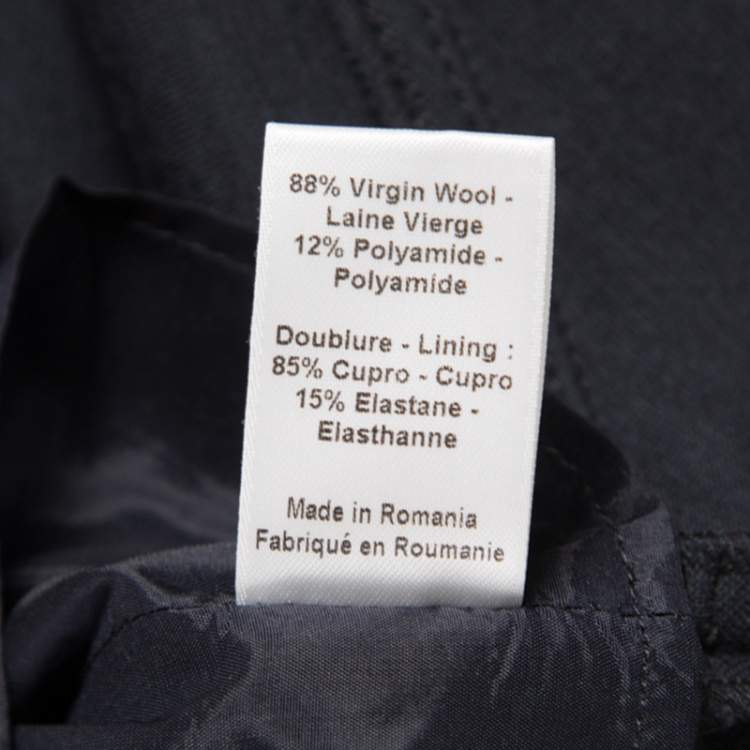 88% Virgin Wool -
Laine Vierge
12% Polyamide -
Polyamide
Doublure - Lining :
85% Cupro - Cupro
15% Elastane -
Elasthanne
Made in Romania
Fabriqué en Roumanie